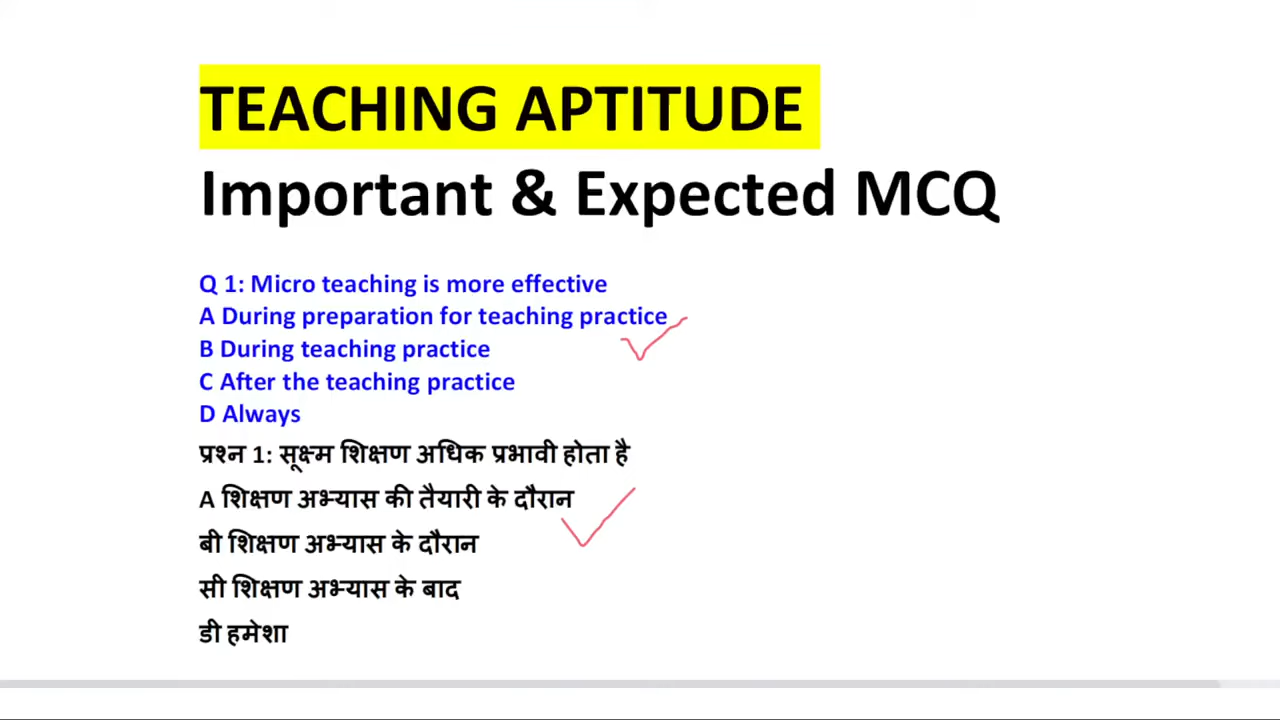 TEACHING APTITUDE
Important & Expected MCQ
Q 1: Micro teaching is more effective
A During preparation for teaching practice
B During teaching practice
C After the teaching practice
D Always
प्रश्न 1: सूक्ष्म शिक्षण अधिक प्रभावी होता है
A शिक्षण अभ्यास की तैयारी के दौरान
बी शिक्षण अभ्यास के दौरान
सी शिक्षण अभ्यास के बाद
डी हमेशा